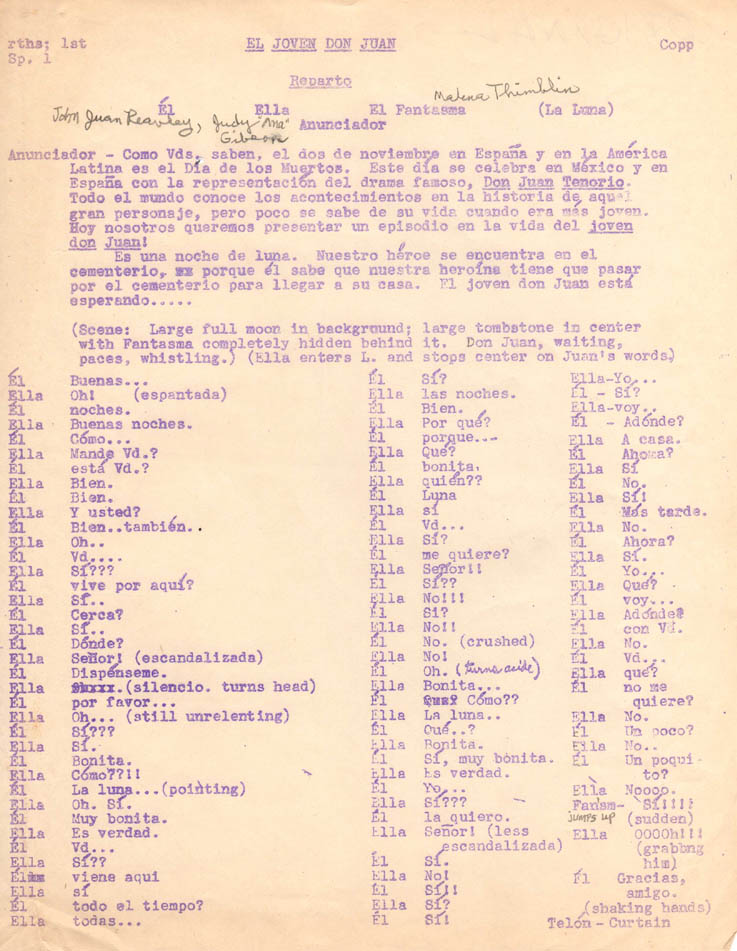 rths; 1st EL JOVEN DON JUAN Copp
Sp. 1
Reparto
Malena Thimblin
Él Ella El Fantasma (La Luna)
John Juan Reavley, Judy "Ana" Anunciador
Gibson
Anunciador - Como Vds. saben, el dos de noviembre en España y en la América
Latina es el Día de los Muertos. Este día se celebra en México y en
España con la representación del drama famoso, Don Juan Tenorio.
Todo el mundo conoce los acontecimientos en la historia de aquel
gran personaje, pero poco se sabe de su vida cuando era más joven.
Hoy nosotros queremos presentar un episodio en la vida del joven
don Juan!
Es una noche de luna. Nuestro héroe se encuentra en el
cementerio, porque él sabe que nuestra heroína tiene que pasar
por el cementerio para llegar a su casa. El joven don Juan está
esperando.....
(Scene: Large full moon in background; large tombstone in center
with Fantasma completely hidden behind it. Don Juan, waiting,
paces, whistling.) (Ella enters L. and stops center on Juan's words.)
Él Buenas...
Ella Oh! (espantada)
Él noches.
Ella Buenas noches.
Él Cómo...
Ella Mande Vd.?
Él está Vd.?
Ella Bien.
Él Bien.
Ella Y usted?
Él Bien..también..
Ella Oh..
Él Vd....
Ella Sí???
Él vive por aquí?
Ella Sí..
Él Cerca?
Ella Sí..
Él Dónde?
Ella Señor! (escandalizada)
Él Dispénseme.
Ella (silencio. turns head)
Él por favor...
Ella Oh... (still unrelenting)
Él Sí???
Ella Sí.
Él Bonita.
Ella Cómo??!!
Él La luna...(pointing)
Ella Oh. Sí.
Él Muy bonita.
Ella Es verdad.
Él Vd...
Ella Sí??
Él viene aqui
Ella sí
Él todo el tiempo?
Ella todas...
Él Sí?
Ella las noches.
Él Bien.
Ella Por qué?
Él porque...
Ella Qué?
Él bonita.
Ella quién??
Él Luna
Ella sí
Él Vd...
Ella Sí?
Él me quiere?
Ella Señor!!
Él Sí??
Ella No!!!
Él Sí?
Ella No!!
Él No. (crushed)
Ella No!
Él Oh. (turns aside)
Ella Bonita...
Él Cómo??
Ella La luna..
Él Qué..?
Ella Bonita.
Él Sí, muy bonita.
Ella Es verdad.
Él Yo...
Ella Sí???
Él la quiero.
Ella Señor! (less
escandalizada)
Él Sí.
Ella No!
Él Sí!!
Ella Sí?
Él Sí!
Ella-Yo...
Él - Sí?
Ella-voy..
Él - Adónde?
Ella A casa.
Él Ahora?
Ella Sí
Él No.
Ella Sí!
Él Más tarde.
Ella No.
Él Ahora?
Ella Sí.
Él Yo...
Ella Qué?
Él voy...
Ella Adónde?
Él con Vd.
Ella No.
Él Vd...
Ella qué?
Él no me
quiere?
Ella No.
Él Un poco?
Ella No..
Él Un poqui-
to?
Ella Noooo.
Fan'sm- Sí!!!!
JUMPS UP (sudden)
Ella OOOOh!!!
(grabbng
him)
Él Gracias,
amigo.
(shaking hands)
Telón - Curtain